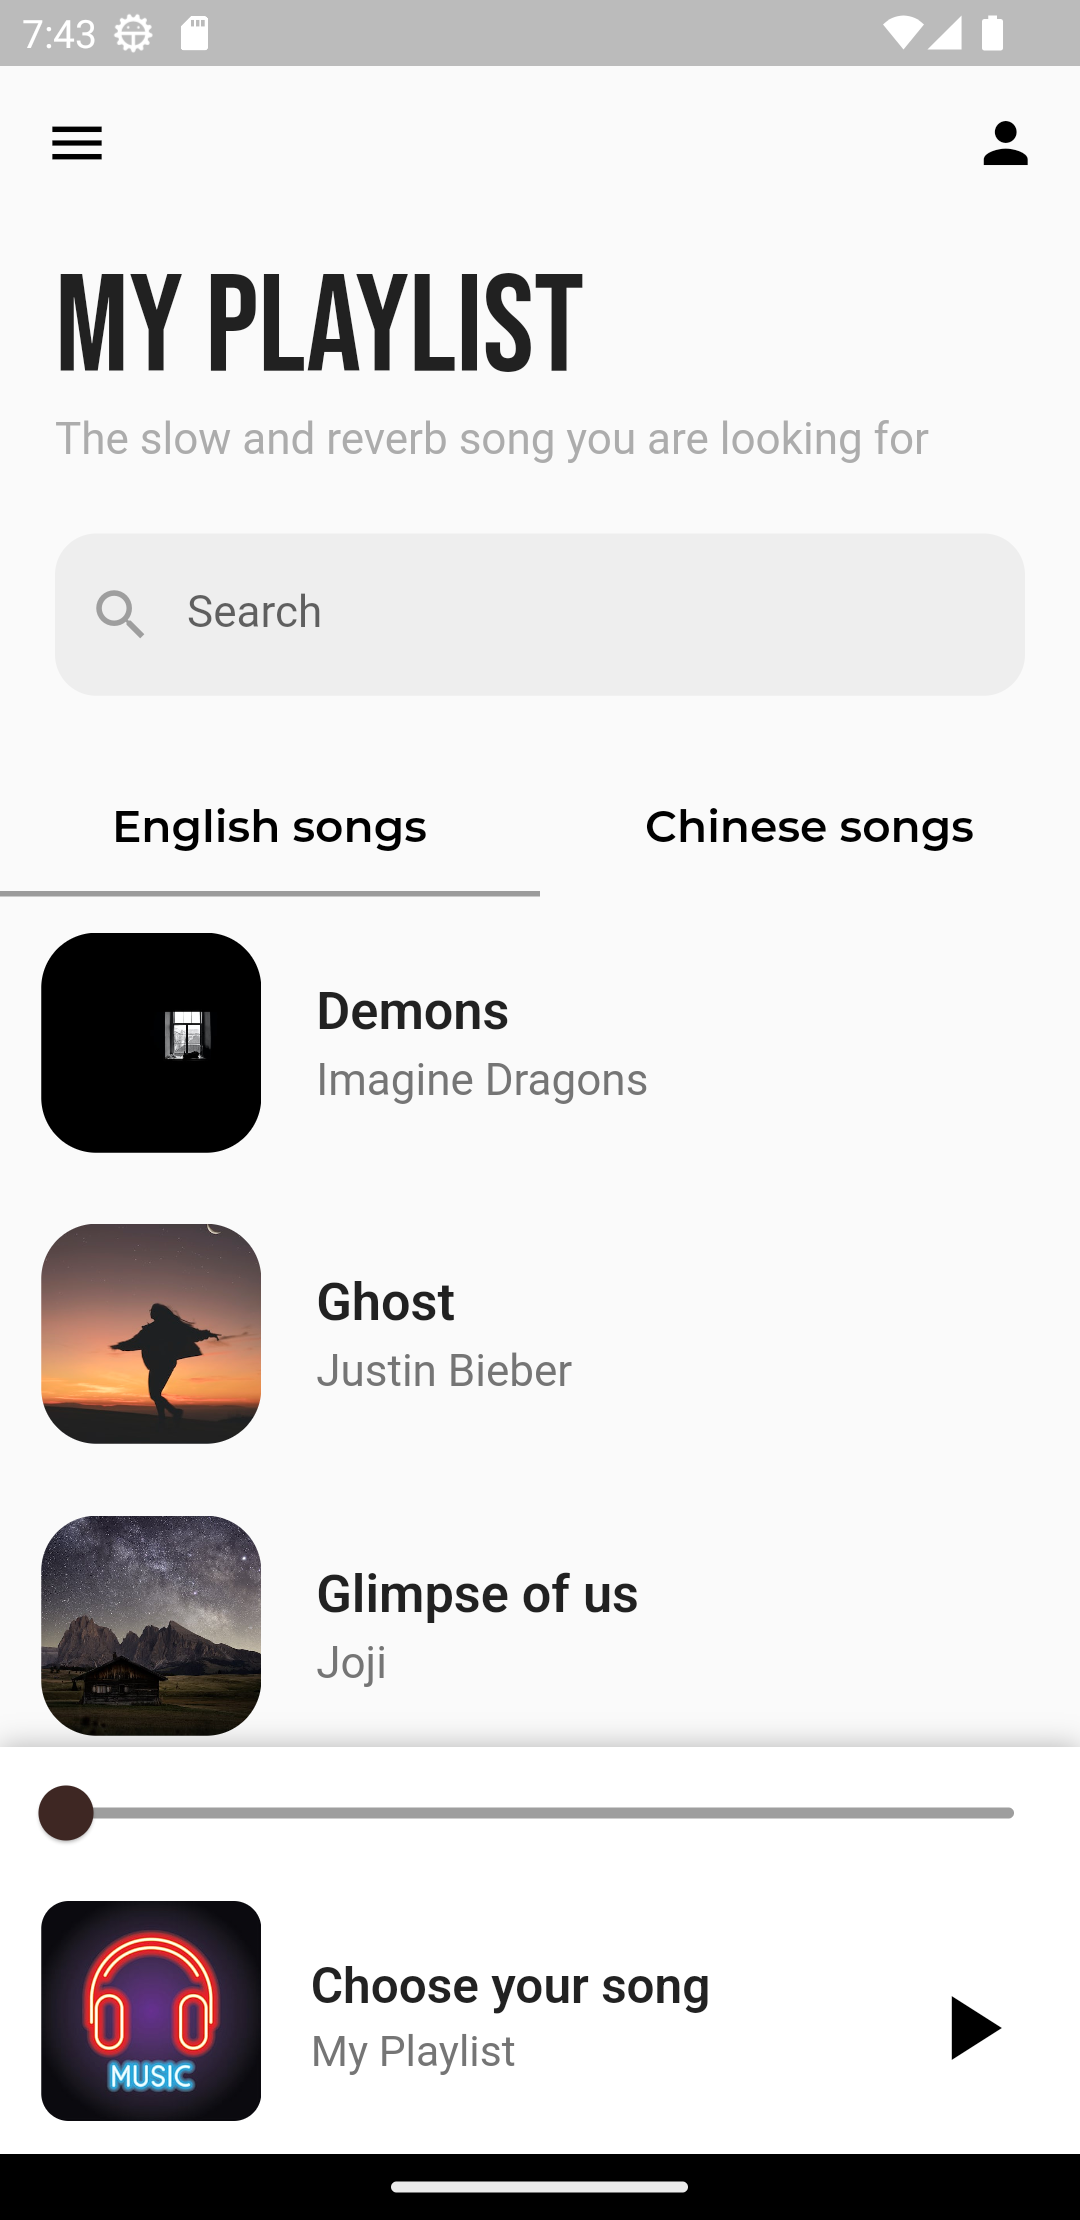 7:43
MY PLAYLIST
The slow and reverb song you are looking for
Search
English songs
Chinese songs
Demons
Imagine Dragons
Ghost
Justin Bieber
Glimpse of us
Joji
MUSIC
Choose your song
My Playlist